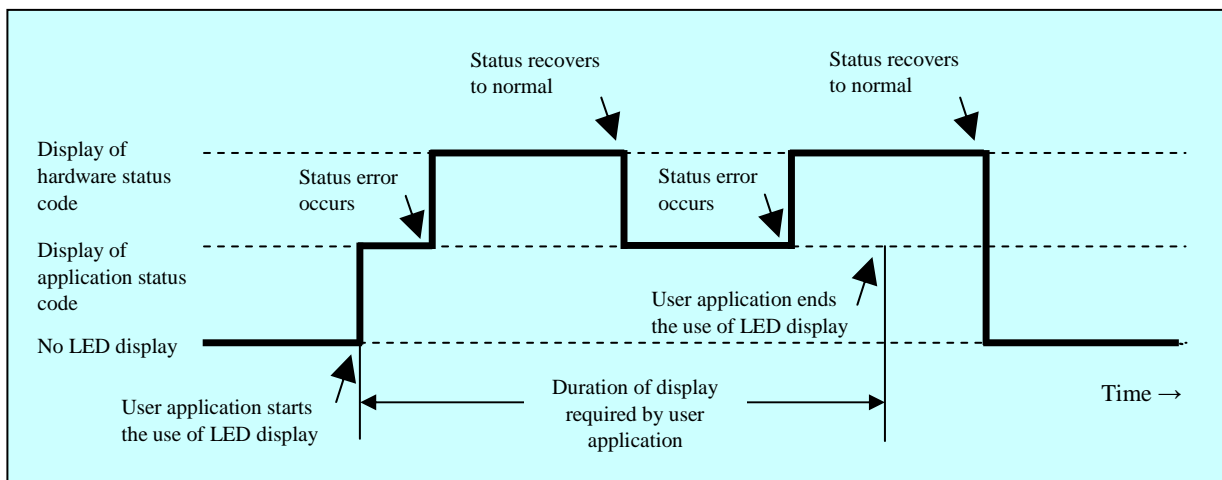 Status recovers
to normal
Status recovers
to normal
Display of
hardware status
code
Status error
occurs
Status error
occurs
Display of
application status
code
User application ends
the use of LED display
No LED display
User application starts
the use of LED display
Duration of display
required by user
application
Time →